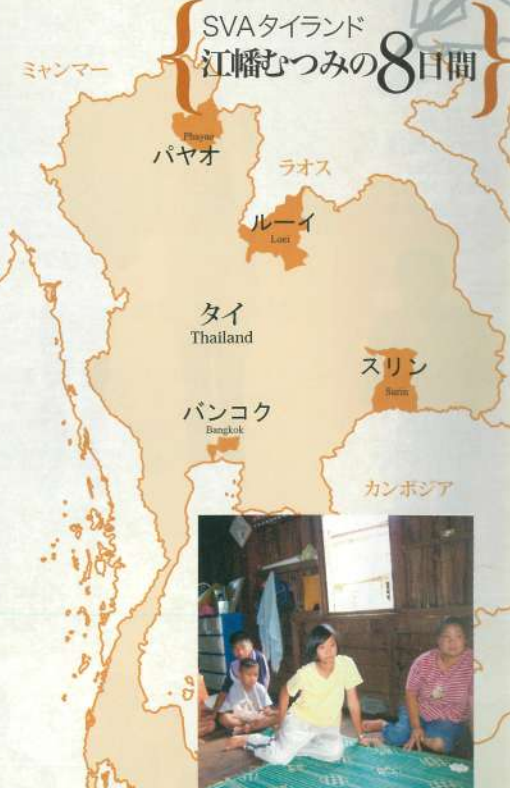 SVAタイランド
江幡むつみの8日間
ミャンマー
Phayao
パヤオ
ラオス
ルーイ
Loei
タイ
Thailand
スリン
Surin
バンコク
Bangkok
カンボジア